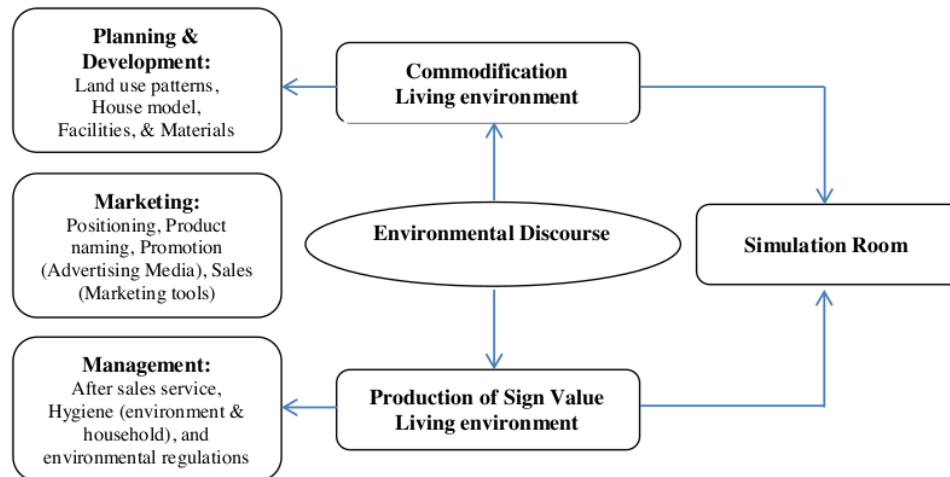 Planning &
Development:
Land use patterns,
House model,
Facilities, & Materials
Commodification
Living environment
Marketing:
Positioning, Product
naming, Promotion
(Advertising Media), Sales
(Marketing tools)
Environmental Discourse
Simulation Room
Management:
After sales service,
Hygiene (environment &
household), and
environmental regulations
Production of Sign Value
Living environment